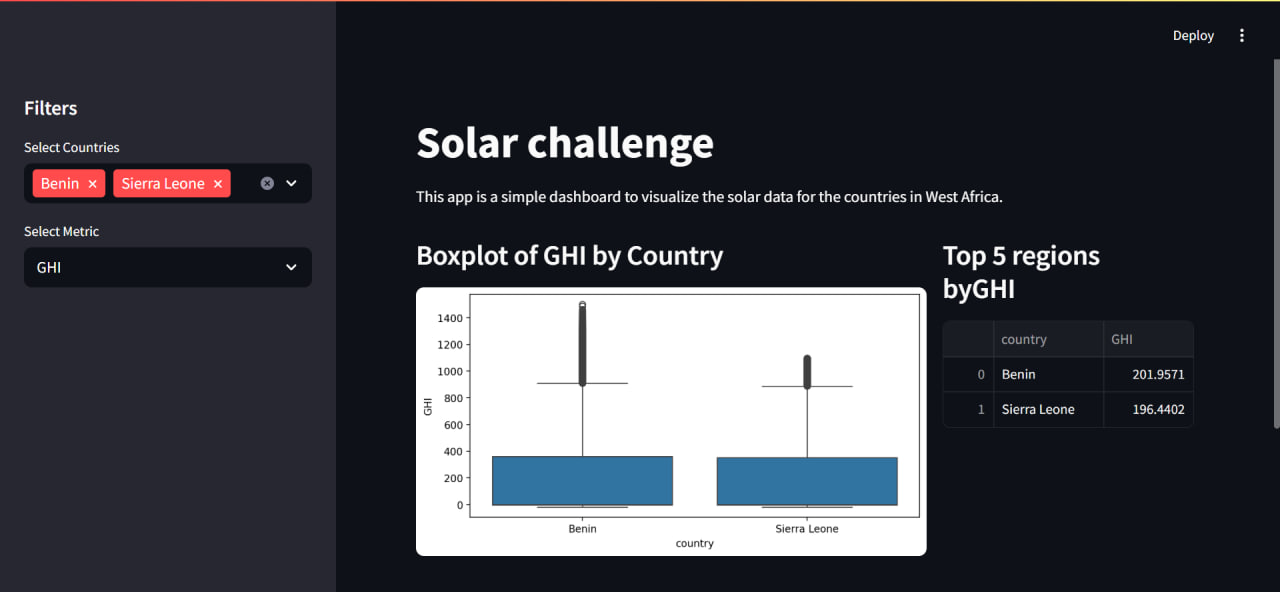 Deploy
Filters
Select Countries
Benin
Sierra Leone
Select Metric
GHI
Solar challenge
This app is a simple dashboard to visualize the solar data for the countries in West Africa.
Boxplot of GHI by Country
1400
1200
1000
800
600
400
200
0
GHI
Benin Sierra Leone
country
Top 5 regions
byGHI
country GHI
0 Benin 201.9571
1 Sierra Leone 196.4402